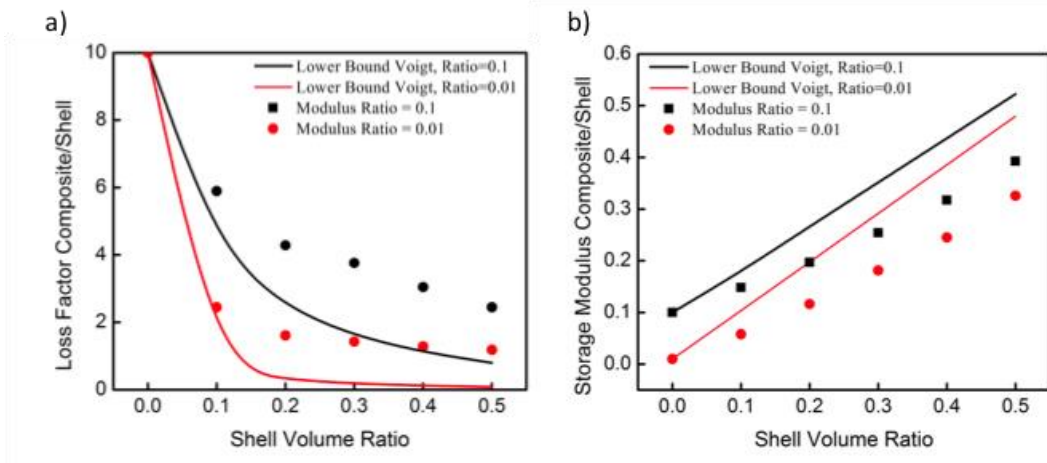 a)
Loss Factor Composite/Shell
10
8
6
4
2
0
Lower Bound Voigt, Ratio=0.1
Lower Bound Voigt, Ratio=0.01
Modulus Ratio = 0.1
Modulus Ratio = 0.01
0.0 0.1 0.2 0.3 0.4 0.5
Shell Volume Ratio
b)
Storage Modulus Composite/Shell
0.6
0.5
0.4
0.3
0.2
0.1
0.0
Lower Bound Voigt, Ratio=0.1
Lower Bound Voigt, Ratio=0.01
Modulus Ratio = 0.1
Modulus Ratio = 0.01
0.0 0.1 0.2 0.3 0.4 0.5
Shell Volume Ratio